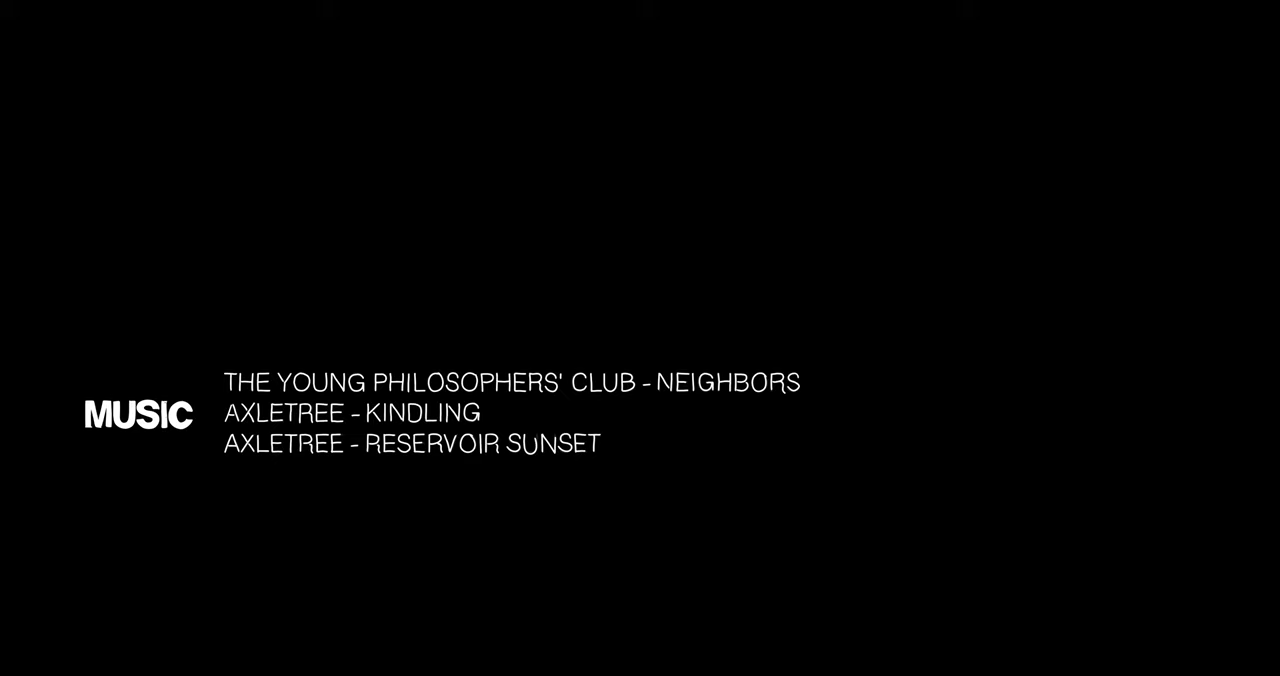 MUSIC
THE YOUNG PHILOSOPHERS' CLUB - NEIGHBORS
AXLETREE - KINDLING
AXLETREE - RESERVOIR SUNSET